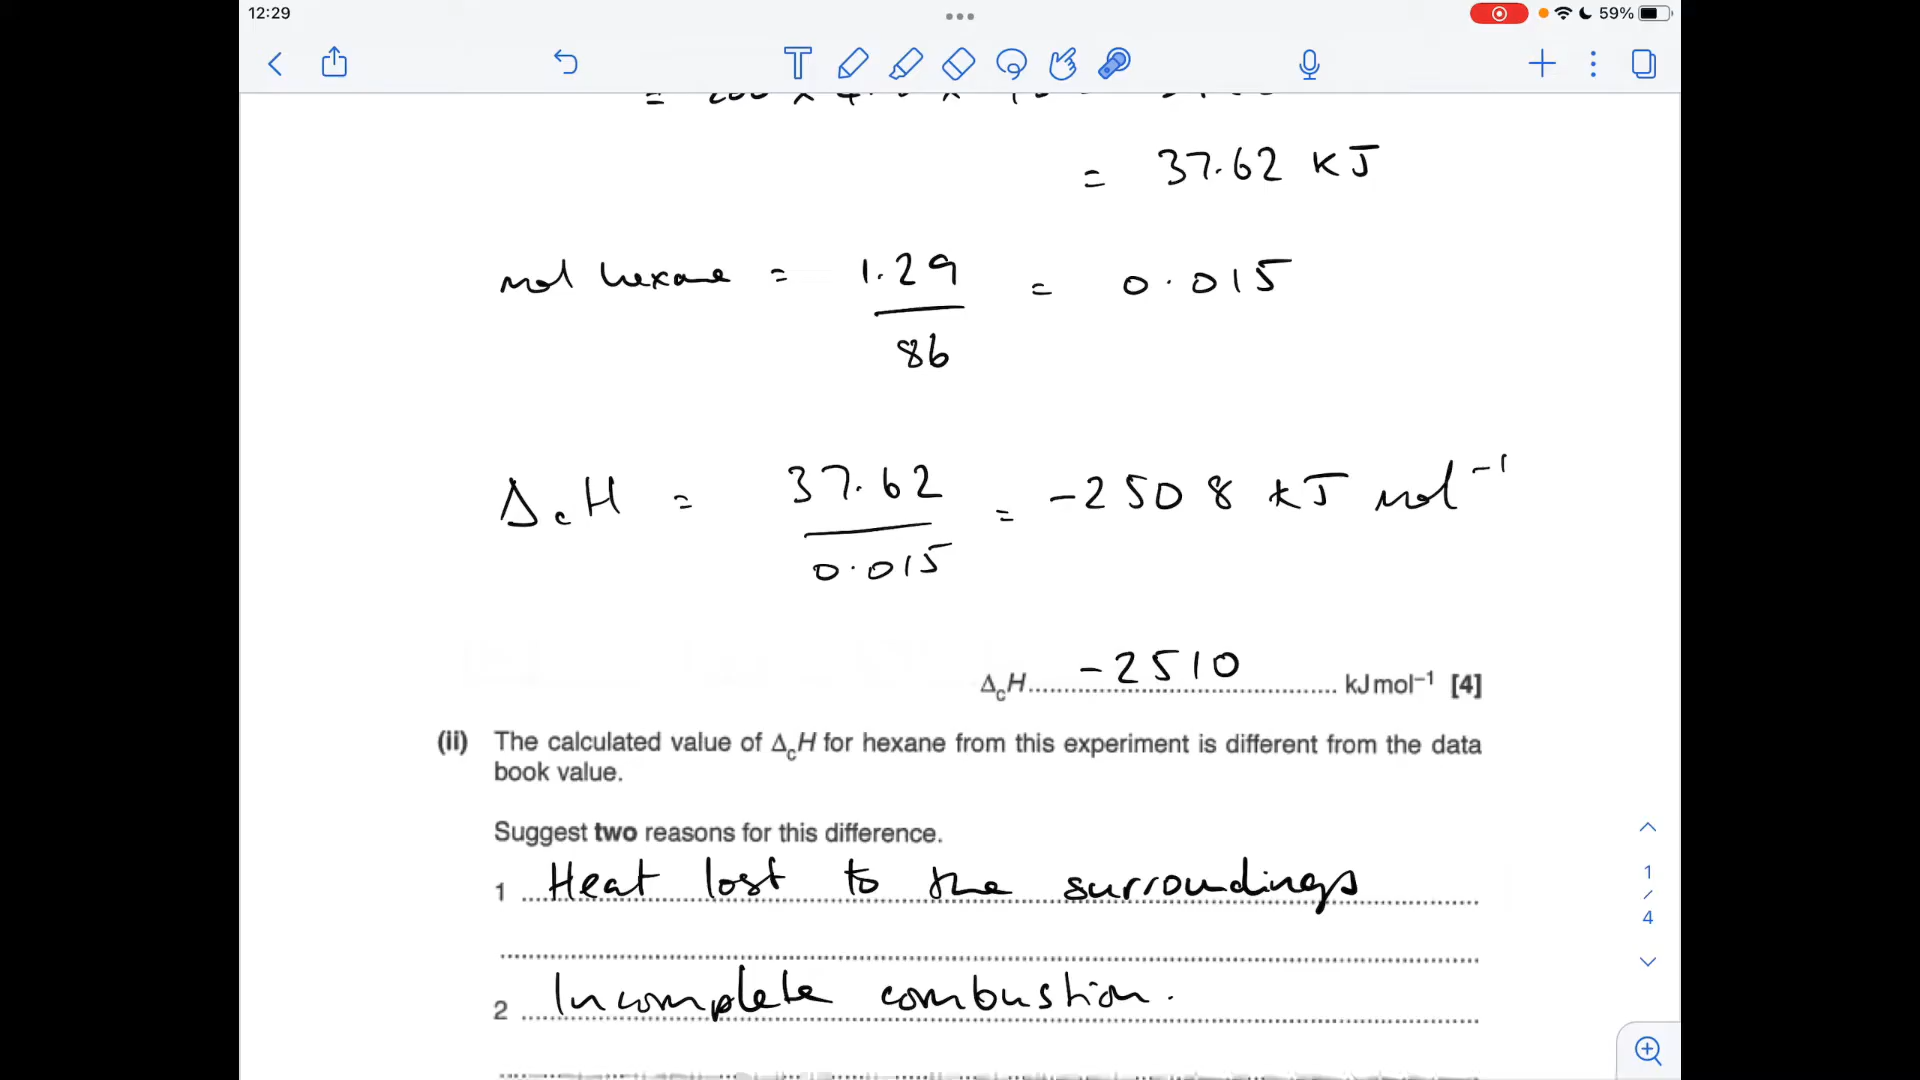 12:29
59%
= 37.62 kJ
mol hexane = 1.29 / 86 = 0.015
ΔcH = 37.62 / 0.015 = -2508 kJ mol⁻¹
ΔcH -2510 kJ mol⁻¹ [4]
(ii) The calculated value of ΔcH for hexane from this experiment is different from the data
book value.
Suggest two reasons for this difference.
1 Heat lost to the surroundings
2 Incomplete combustion.
1
/
4